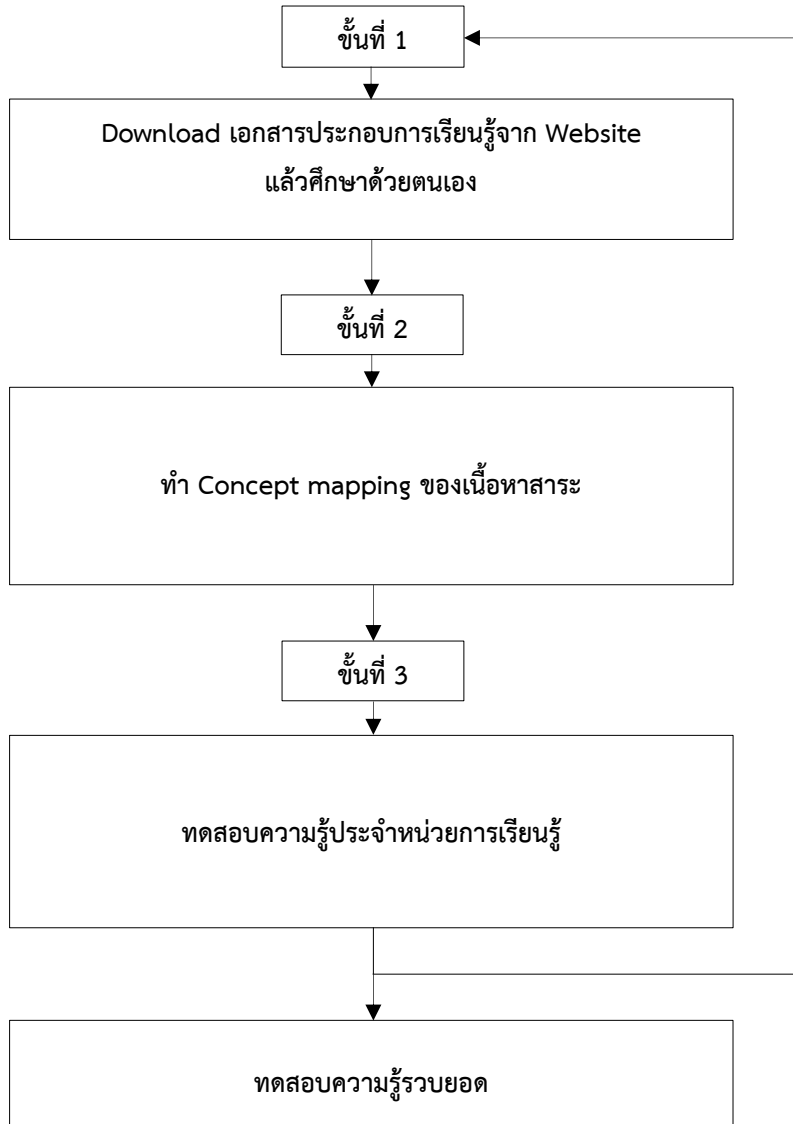 ขั้นที่ 1
Download เอกสารประกอบการเรียนรู้จาก Website
แล้วศึกษาด้วยตนเอง
ขั้นที่ 2
ทำ Concept mapping ของเนื้อหาสาระ
ขั้นที่ 3
ทดสอบความรู้ประจำหน่วยการเรียนรู้
ทดสอบความรู้รวบยอด